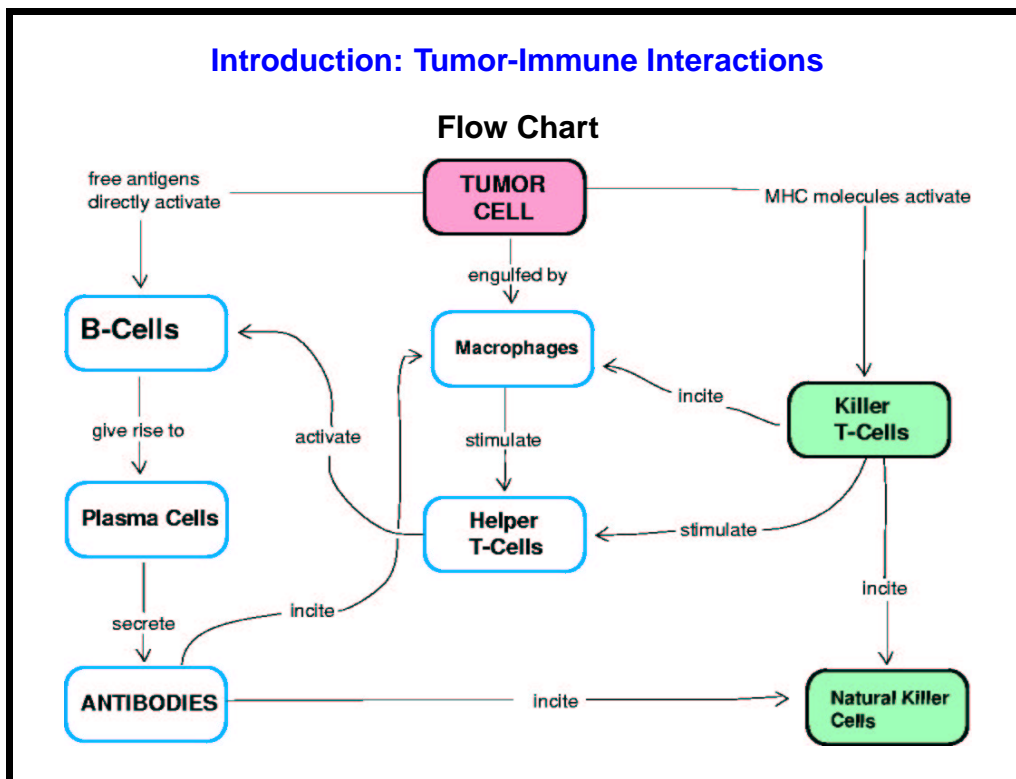 Introduction: Tumor-Immune Interactions
Flow Chart
free antigens
directly activate
TUMOR
CELL
MHC molecules activate
engulfed by
B-Cells
Macrophages
incite
Killer
T-Cells
give rise to
activate
stimulate
Plasma Cells
Helper
T-Cells
stimulate
secrete
incite
incite
ANTIBODIES
incite
Natural Killer
Cells